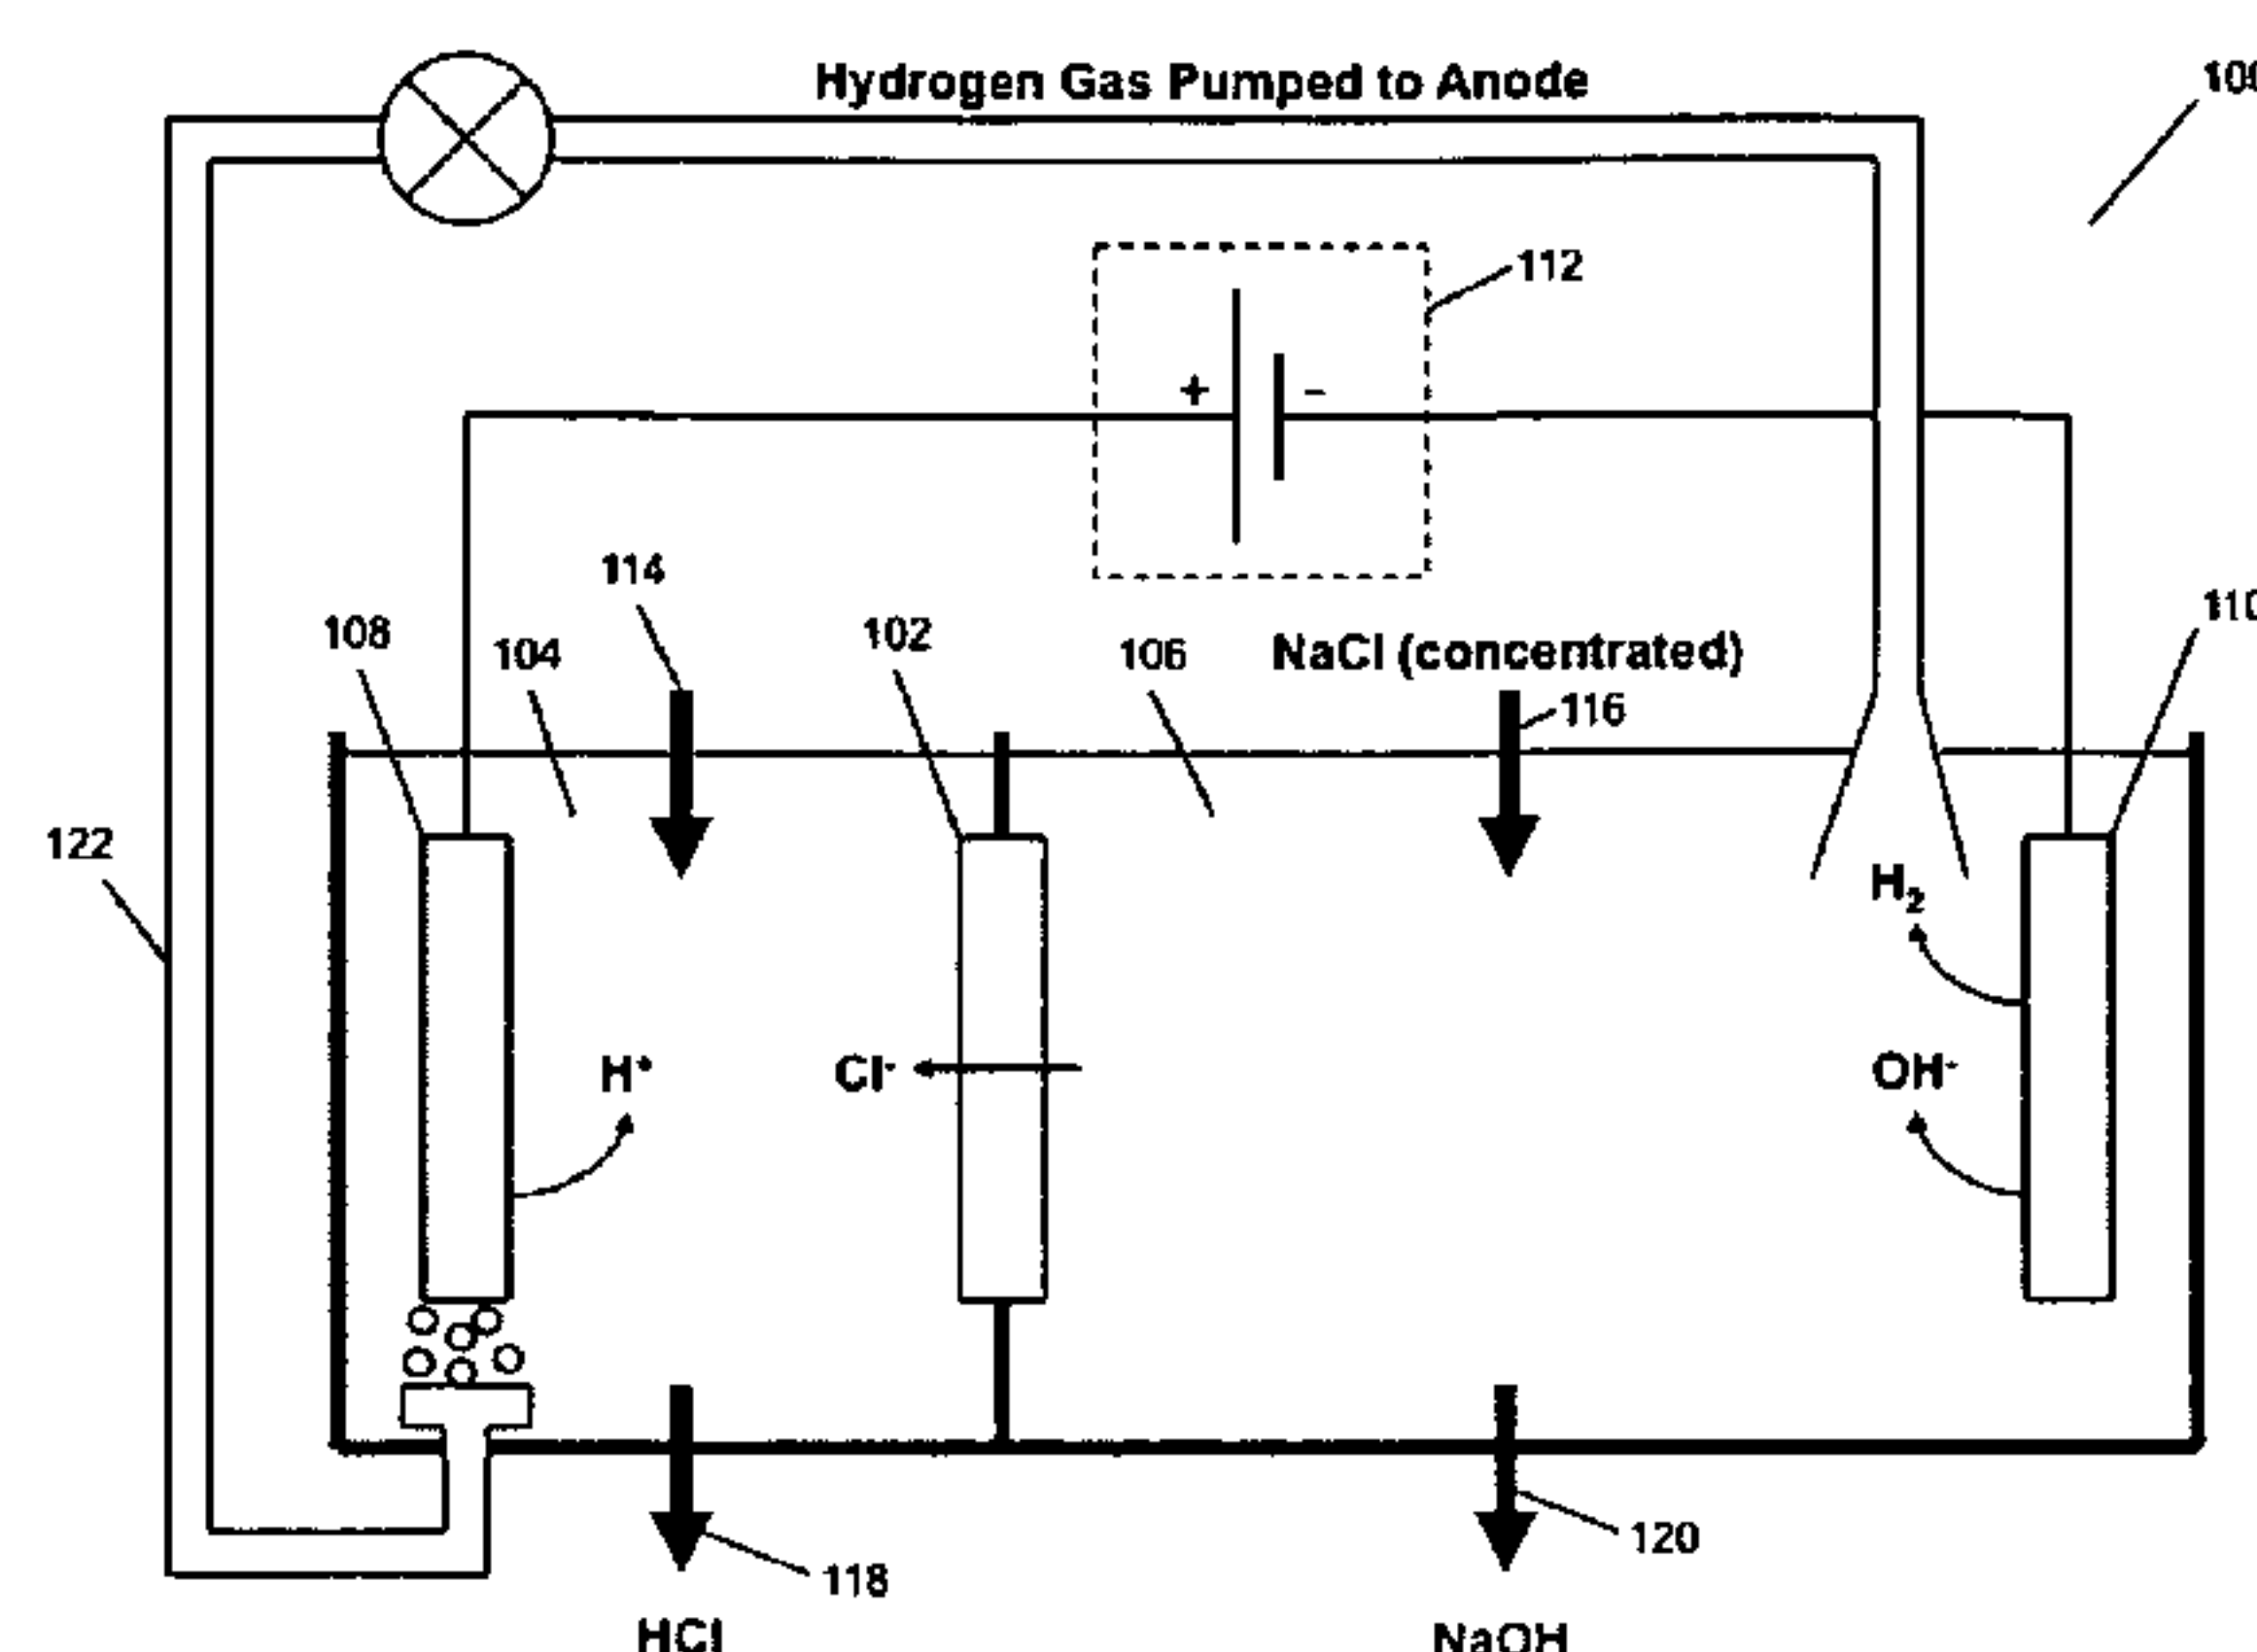 Hydrogen Gas Pumped to Anode
112
+
−
114
108
104
102
106
NaCl (concentrated)
116
122
H₂
H⁺
Cl⁻
OH⁻
118
120
HCl
NaOH